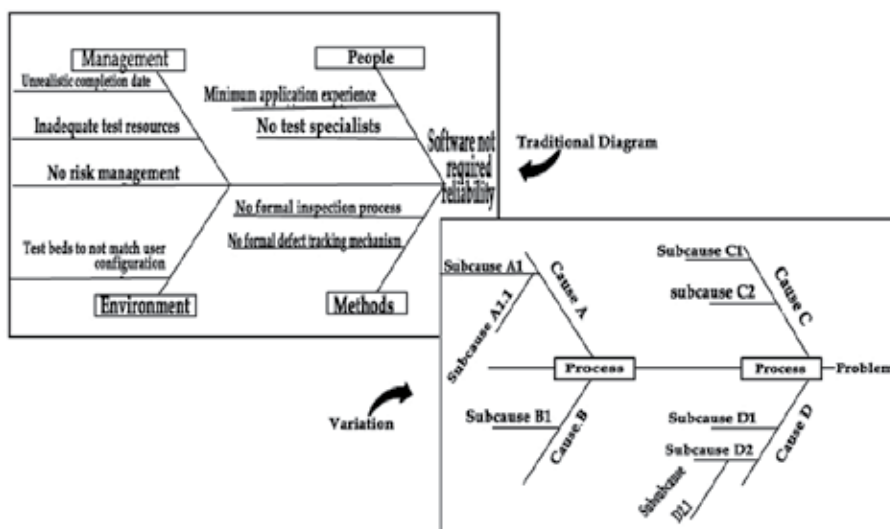 Management
People
Unrealistic completion date
Minimum application experience
Inadequate test resources
No test specialists
Software not
required
reliability
Traditional Diagram
No risk management
No formal inspection process
Test beds to not match user
configuration
No formal defect tracking mechanism
Environment
Methods
Subcause A1
Cause A
Subcause A1.1
Subcause C1
subcause C2
Cause C
Process
Process
Problem
Variation
Subcause B1
Cause.B
Subcause D1
Subcause D2
Cause D
Subsubcause
D2.1